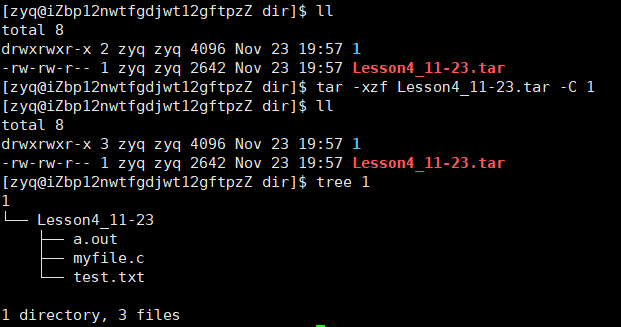 [zyq@iZbp12nwtfgdjwt12gftpzZ dir]$ ll
total 8
drwxrwxr-x 2 zyq zyq 4096 Nov 23 19:57 1
-rw-rw-r-- 1 zyq zyq 2642 Nov 23 19:57 Lesson4_11-23.tar
[zyq@iZbp12nwtfgdjwt12gftpzZ dir]$ tar -xzf Lesson4_11-23.tar -C 1
[zyq@iZbp12nwtfgdjwt12gftpzZ dir]$ ll
total 8
drwxrwxr-x 3 zyq zyq 4096 Nov 23 19:57 1
-rw-rw-r-- 1 zyq zyq 2642 Nov 23 19:57 Lesson4_11-23.tar
[zyq@iZbp12nwtfgdjwt12gftpzZ dir]$ tree 1
1
└── Lesson4_11-23
    ├── a.out
    ├── myfile.c
    └── test.txt

1 directory, 3 files